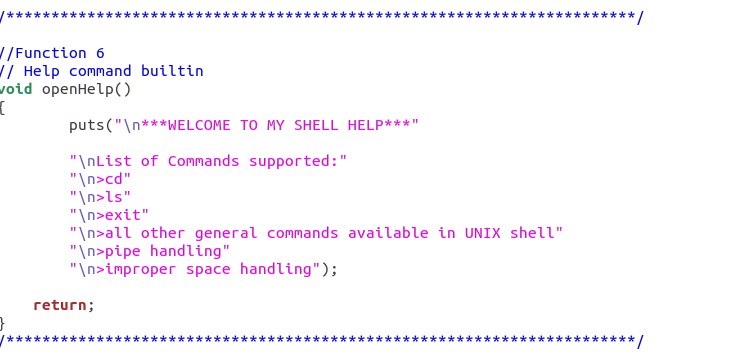 /**********************************************************************/
//Function 6
// Help command builtin
void openHelp()
{
puts("\n***WELCOME TO MY SHELL HELP***"
"\nList of Commands supported:"
"\n>cd"
"\n>ls"
"\n>exit"
"\n>all other general commands available in UNIX shell"
"\n>pipe handling"
"\n>improper space handling");
return;
}
/**********************************************************************/